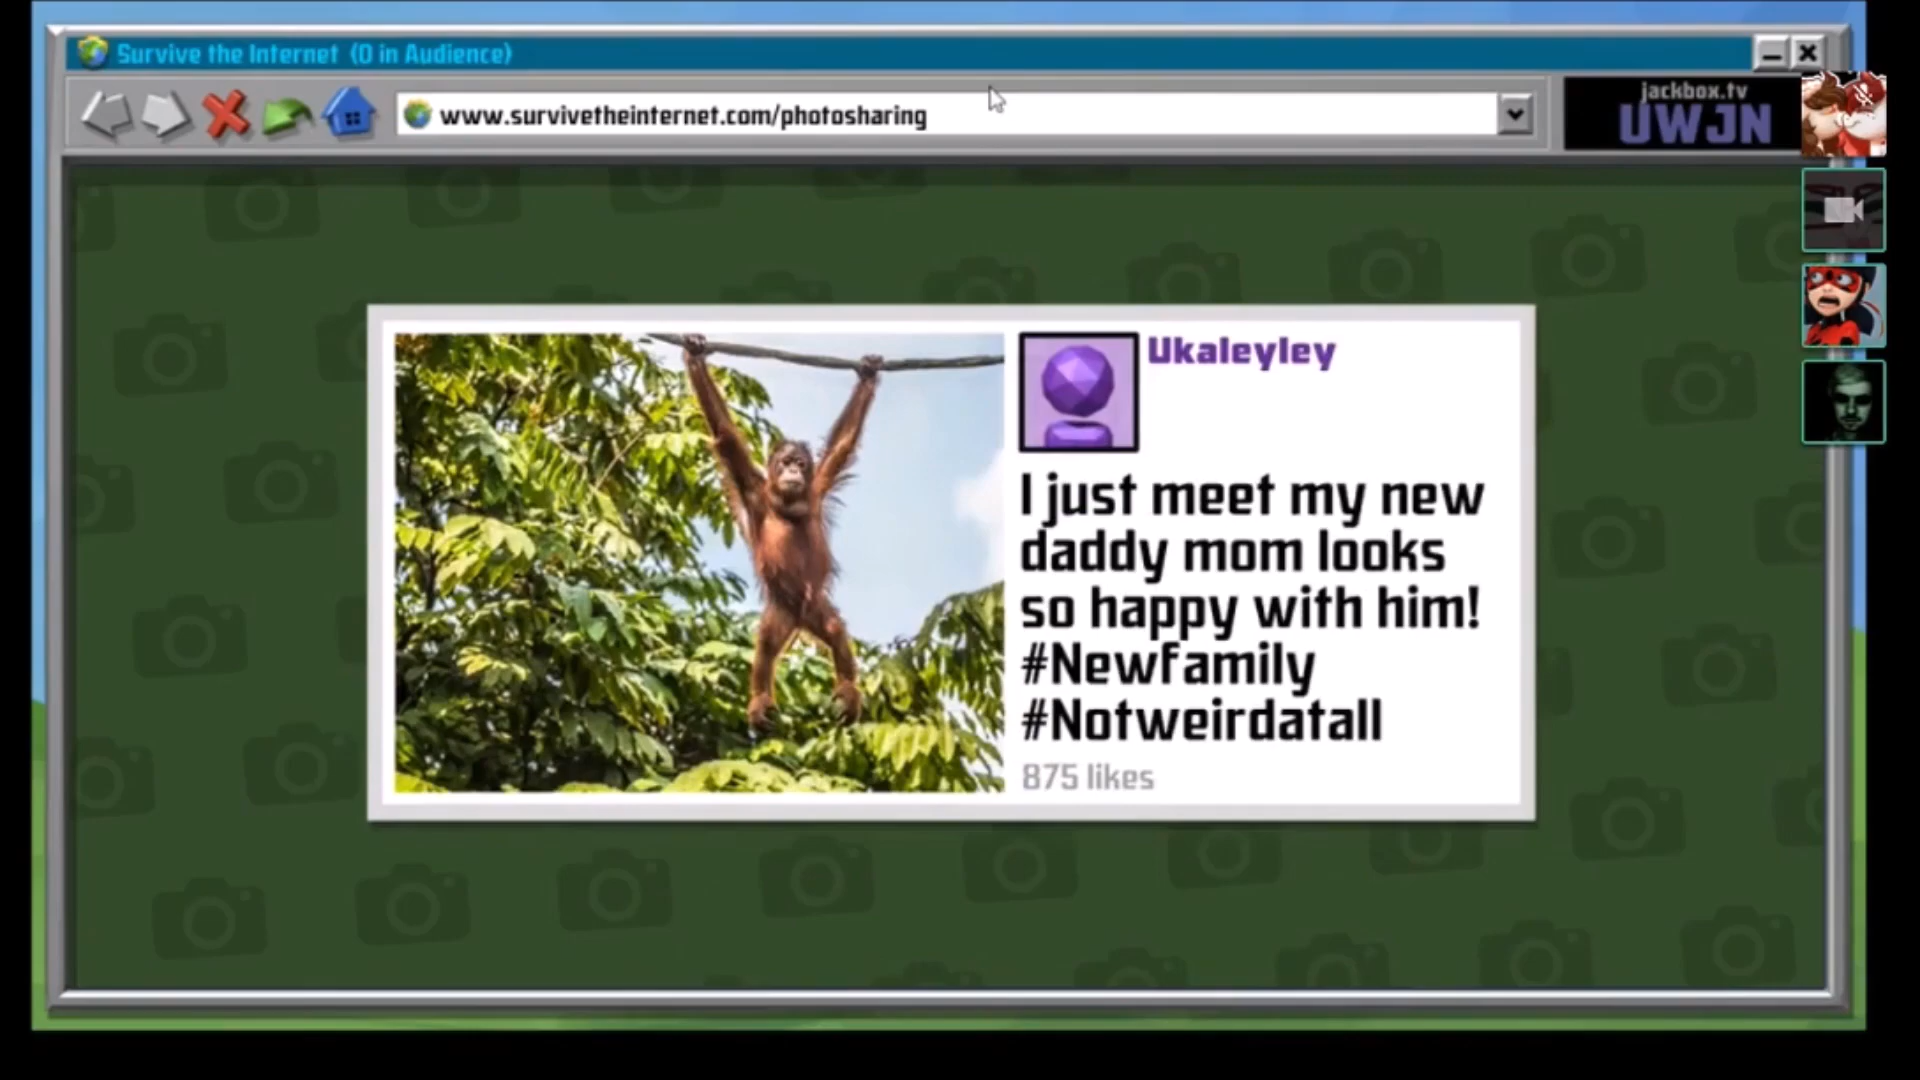 Survive the Internet (0 in Audience)
www.survivetheinternet.com/photosharing
jackbox.tv
UWJN
Ukaleyley
I just meet my new
daddy mom looks
so happy with him!
#Newfamily
#Notweirdatall
875 likes